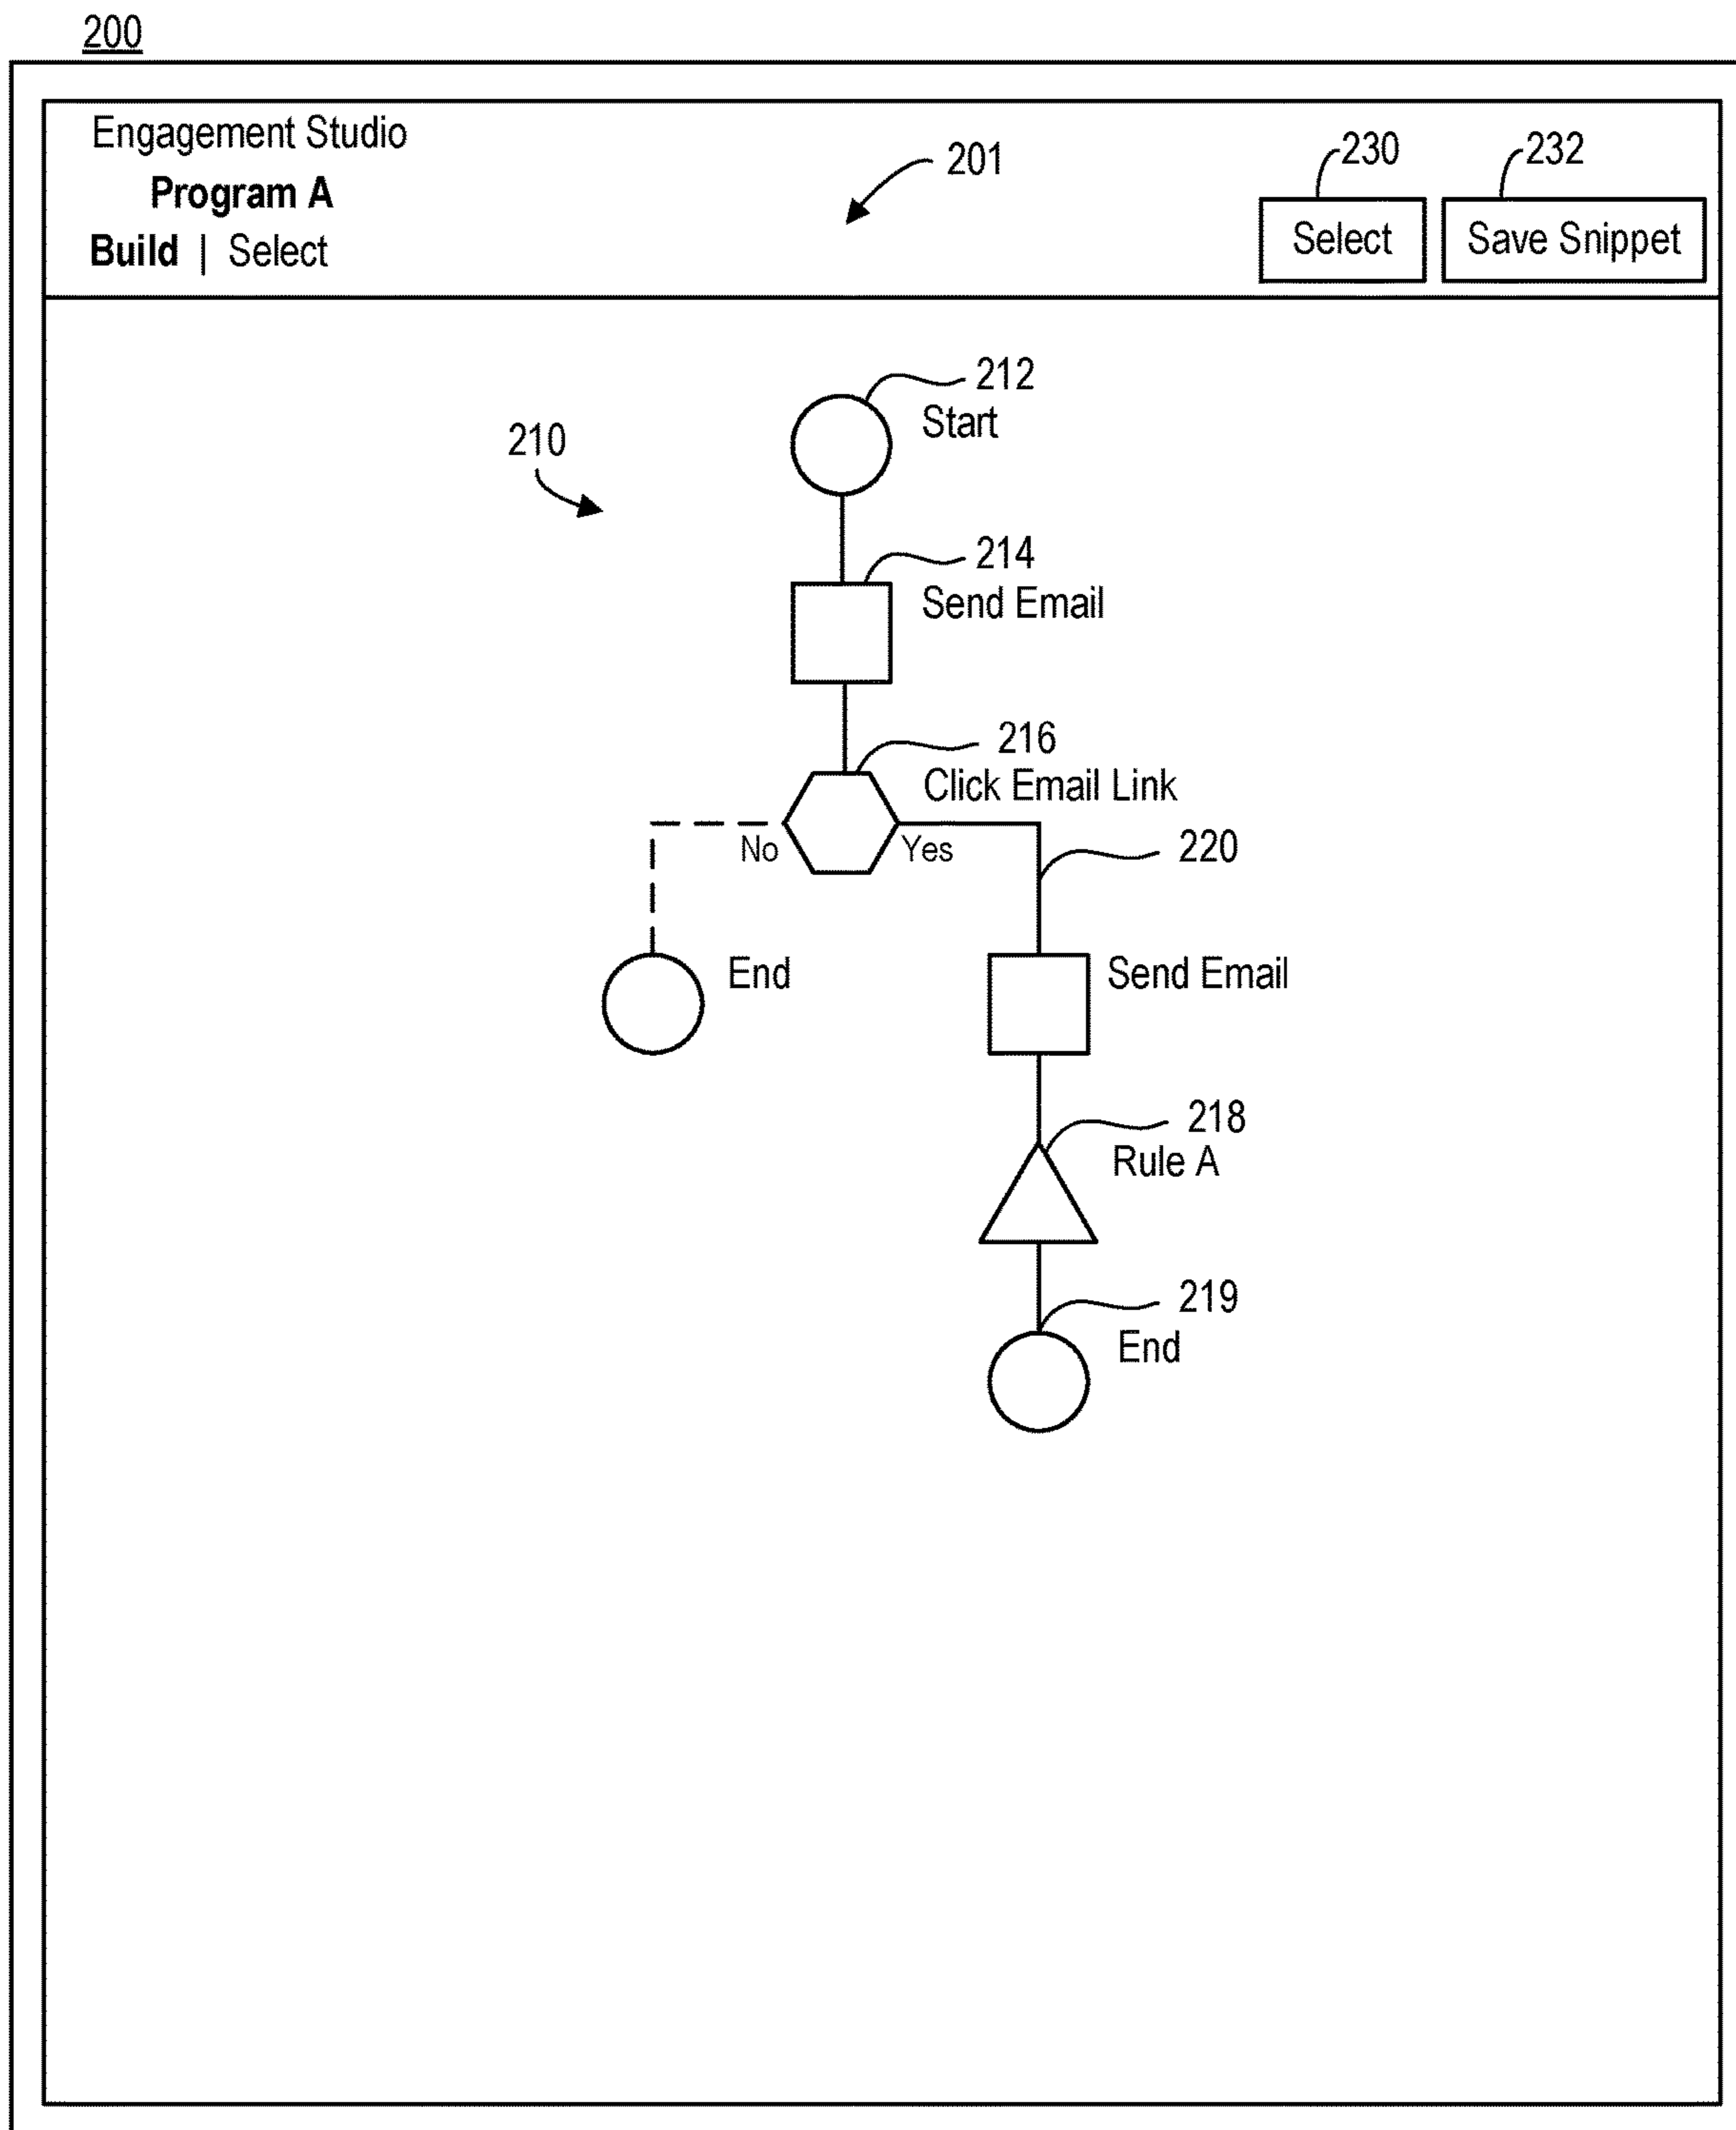 200
Engagement Studio
Program A
Build | Select
201
230
232
Select
Save Snippet
212
Start
210
214
Send Email
216
Click Email Link
No
Yes
220
End
Send Email
218
Rule A
219
End